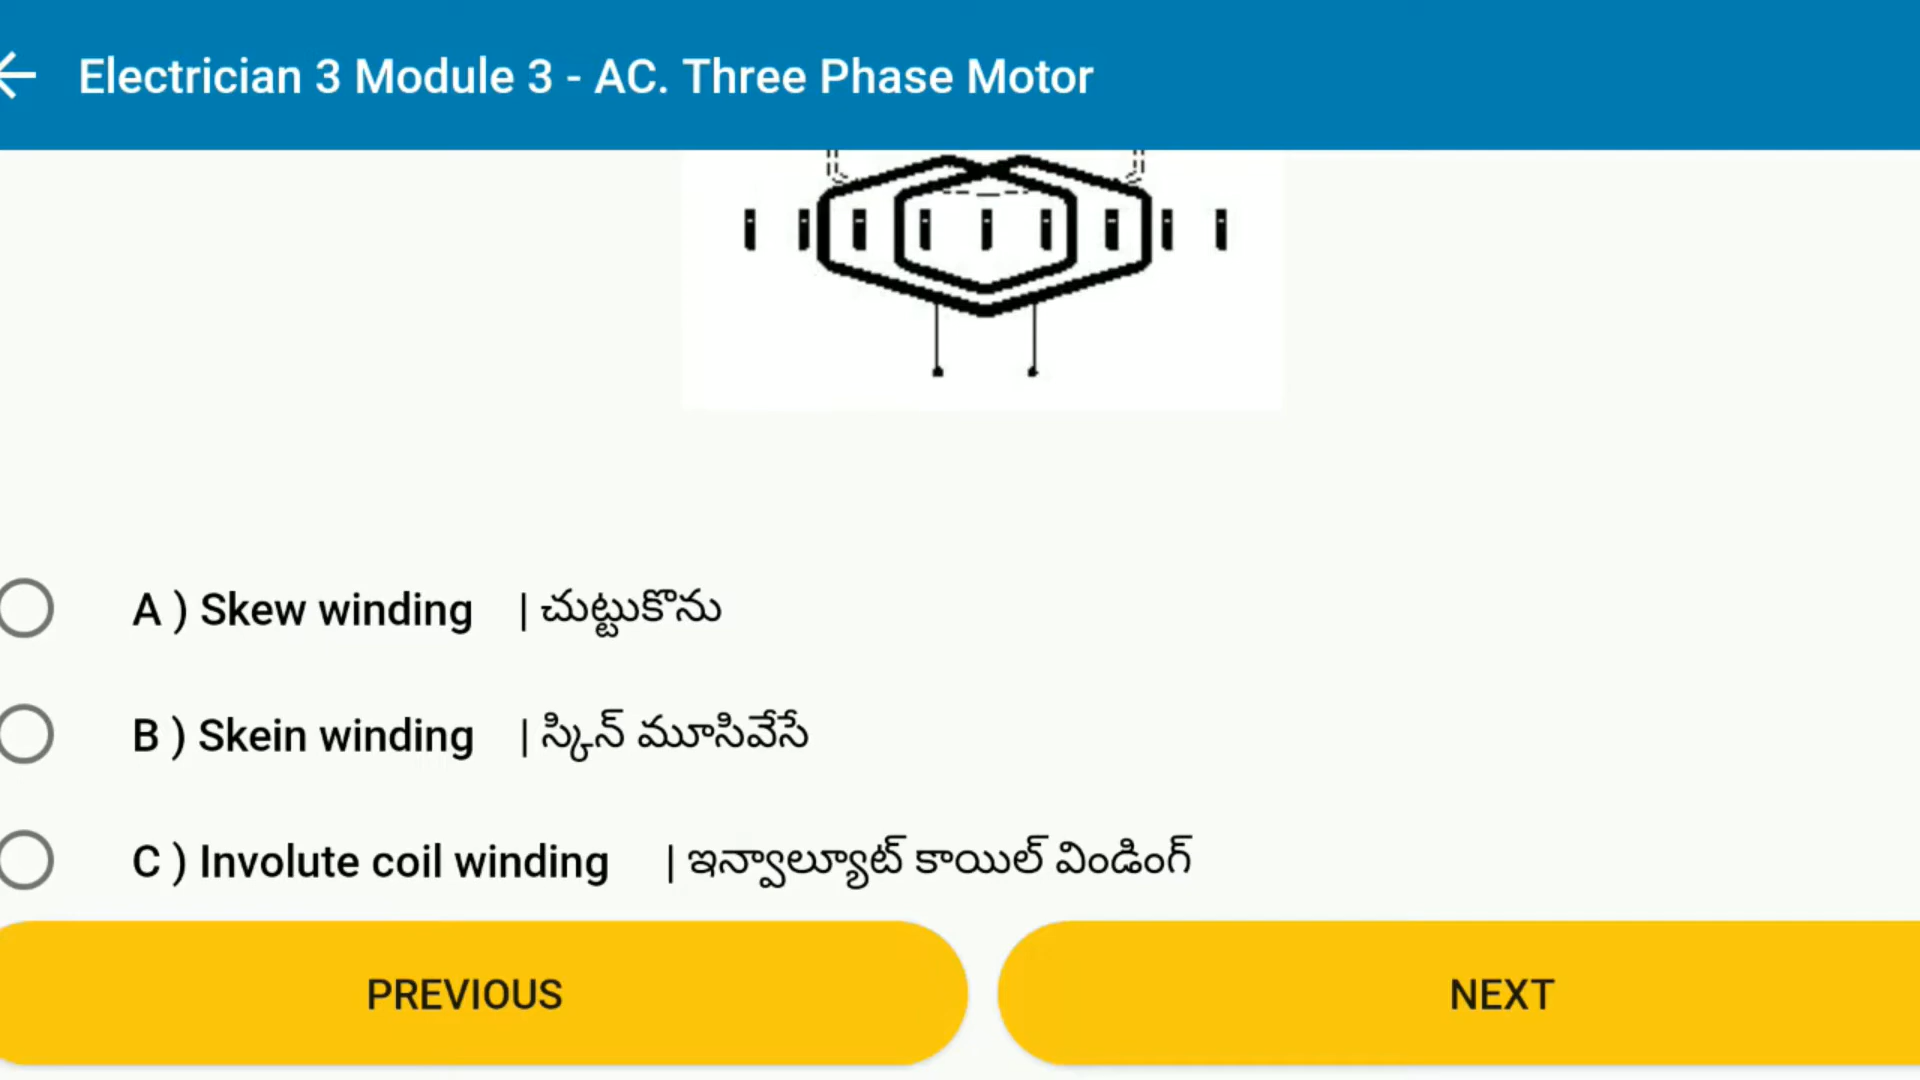 Electrician 3 Module 3 - AC. Three Phase Motor
A ) Skew winding | చుట్టుకొను
B ) Skein winding | స్కిన్ మూసివేసే
C ) Involute coil winding | ఇన్వాల్యూట్ కాయిల్ విండింగ్
PREVIOUS
NEXT